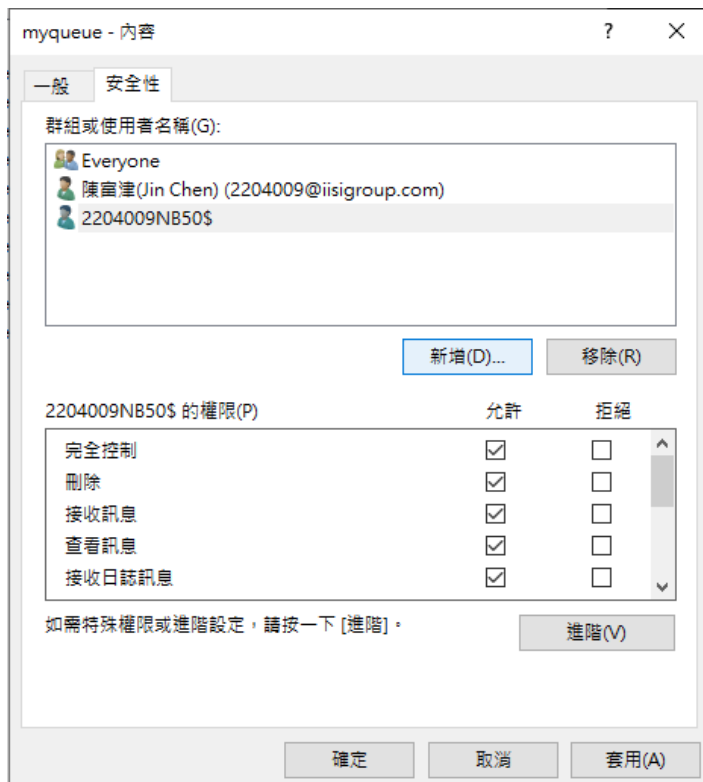 myqueue - 內容
一般
安全性
群組或使用者名稱(G):
Everyone
陳畗津(Jin Chen) (2204009@iisigroup.com)
2204009NB50$
新增(D)...
移除(R)
2204009NB50$ 的權限(P)
允許
拒絕
完全控制
刪除
接收訊息
查看訊息
接收日誌訊息
如需特殊權限或進階設定，請按一下 [進階]。
進階(V)
確定
取消
套用(A)